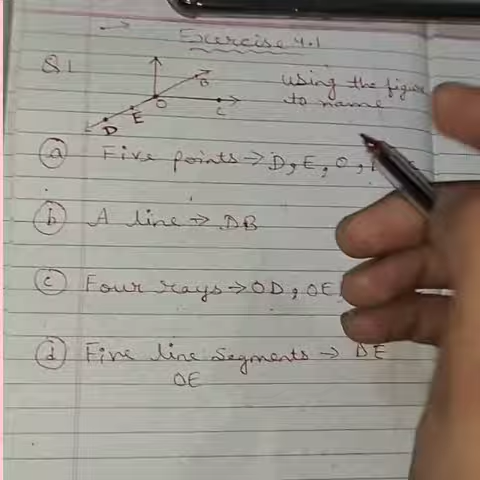 Exercise 4.1
Q1
B
O
C
E
D
using the figure
to name
(a) Five points → D, E, O,
(b) A line → DB
(c) Four rays → OD, OE,
(d) Five line segments → DE
OE